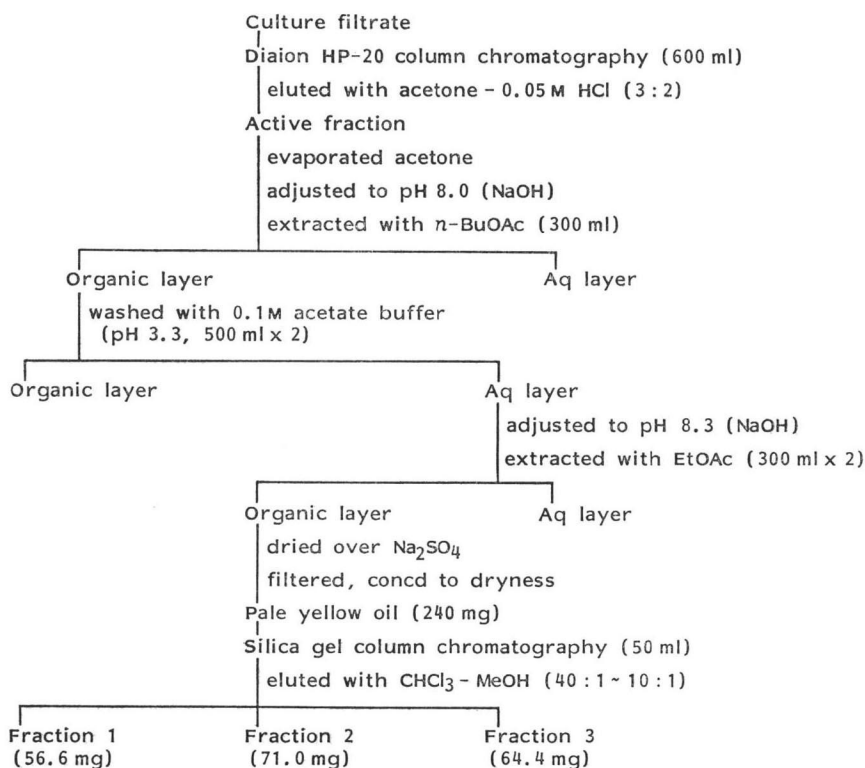 Culture filtrate
Diaion HP-20 column chromatography (600 ml)
eluted with acetone - 0.05 M HCl (3 : 2)
Active fraction
evaporated acetone
adjusted to pH 8.0 (NaOH)
extracted with n-BuOAc (300 ml)
Organic layer Aq layer
washed with 0.1 M acetate buffer
(pH 3.3, 500 ml x 2)
Organic layer Aq layer
adjusted to pH 8.3 (NaOH)
extracted with EtOAc (300 ml x 2)
Organic layer Aq layer
dried over Na₂SO₄
filtered, concd to dryness
Pale yellow oil (240 mg)
Silica gel column chromatography (50 ml)
eluted with CHCl₃ - MeOH (40 : 1 ~ 10 : 1)
Fraction 1 Fraction 2 Fraction 3
(56.6 mg) (71.0 mg) (64.4 mg)